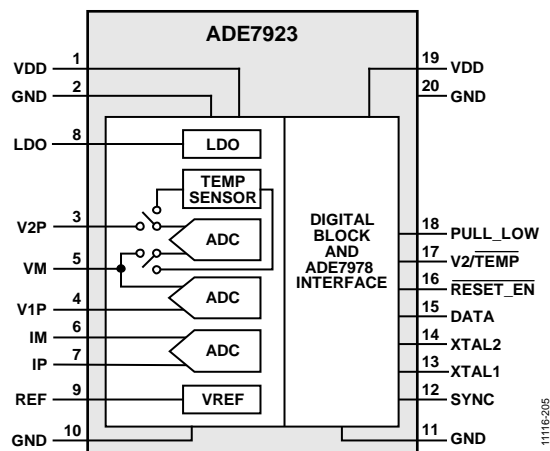 ADE7923
VDD 1
GND 2
LDO 8
V2P 3
VM 5
V1P 4
IM 6
IP 7
REF 9
GND 10
LDO
TEMP
SENSOR
ADC
ADC
ADC
VREF
DIGITAL
BLOCK
AND
ADE7978
INTERFACE
19 VDD
20 GND
18 PULL_LOW
17 V2/TEMP
16 RESET_EN
15 DATA
14 XTAL2
13 XTAL1
12 SYNC
11 GND
11116-205